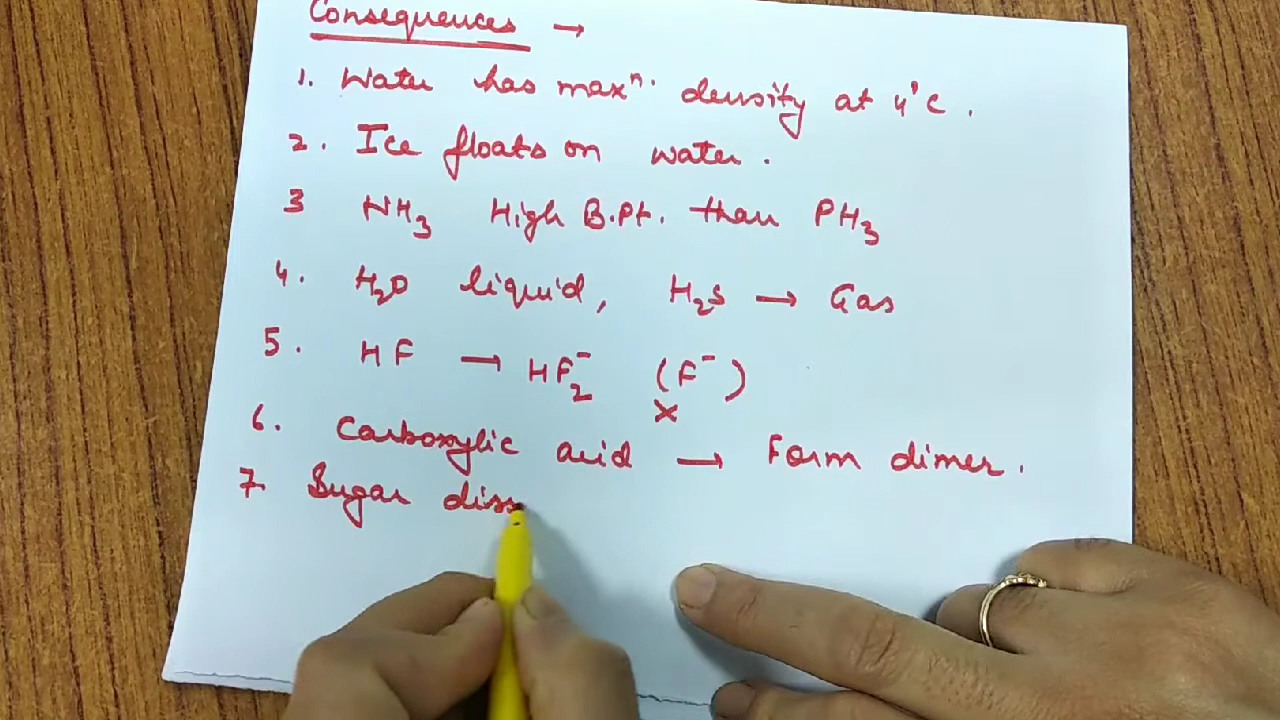 Consequences →
1. Water has maxⁿ. density at 4°C.
2. Ice floats on water.
3 NH₃ High B.Pt. than PH₃
4. H₂O liquid, H₂S → Gas
5. HF → HF₂⁻ (F⁻)
×
6. Carboxylic acid → Form dimer.
7. Sugar diss